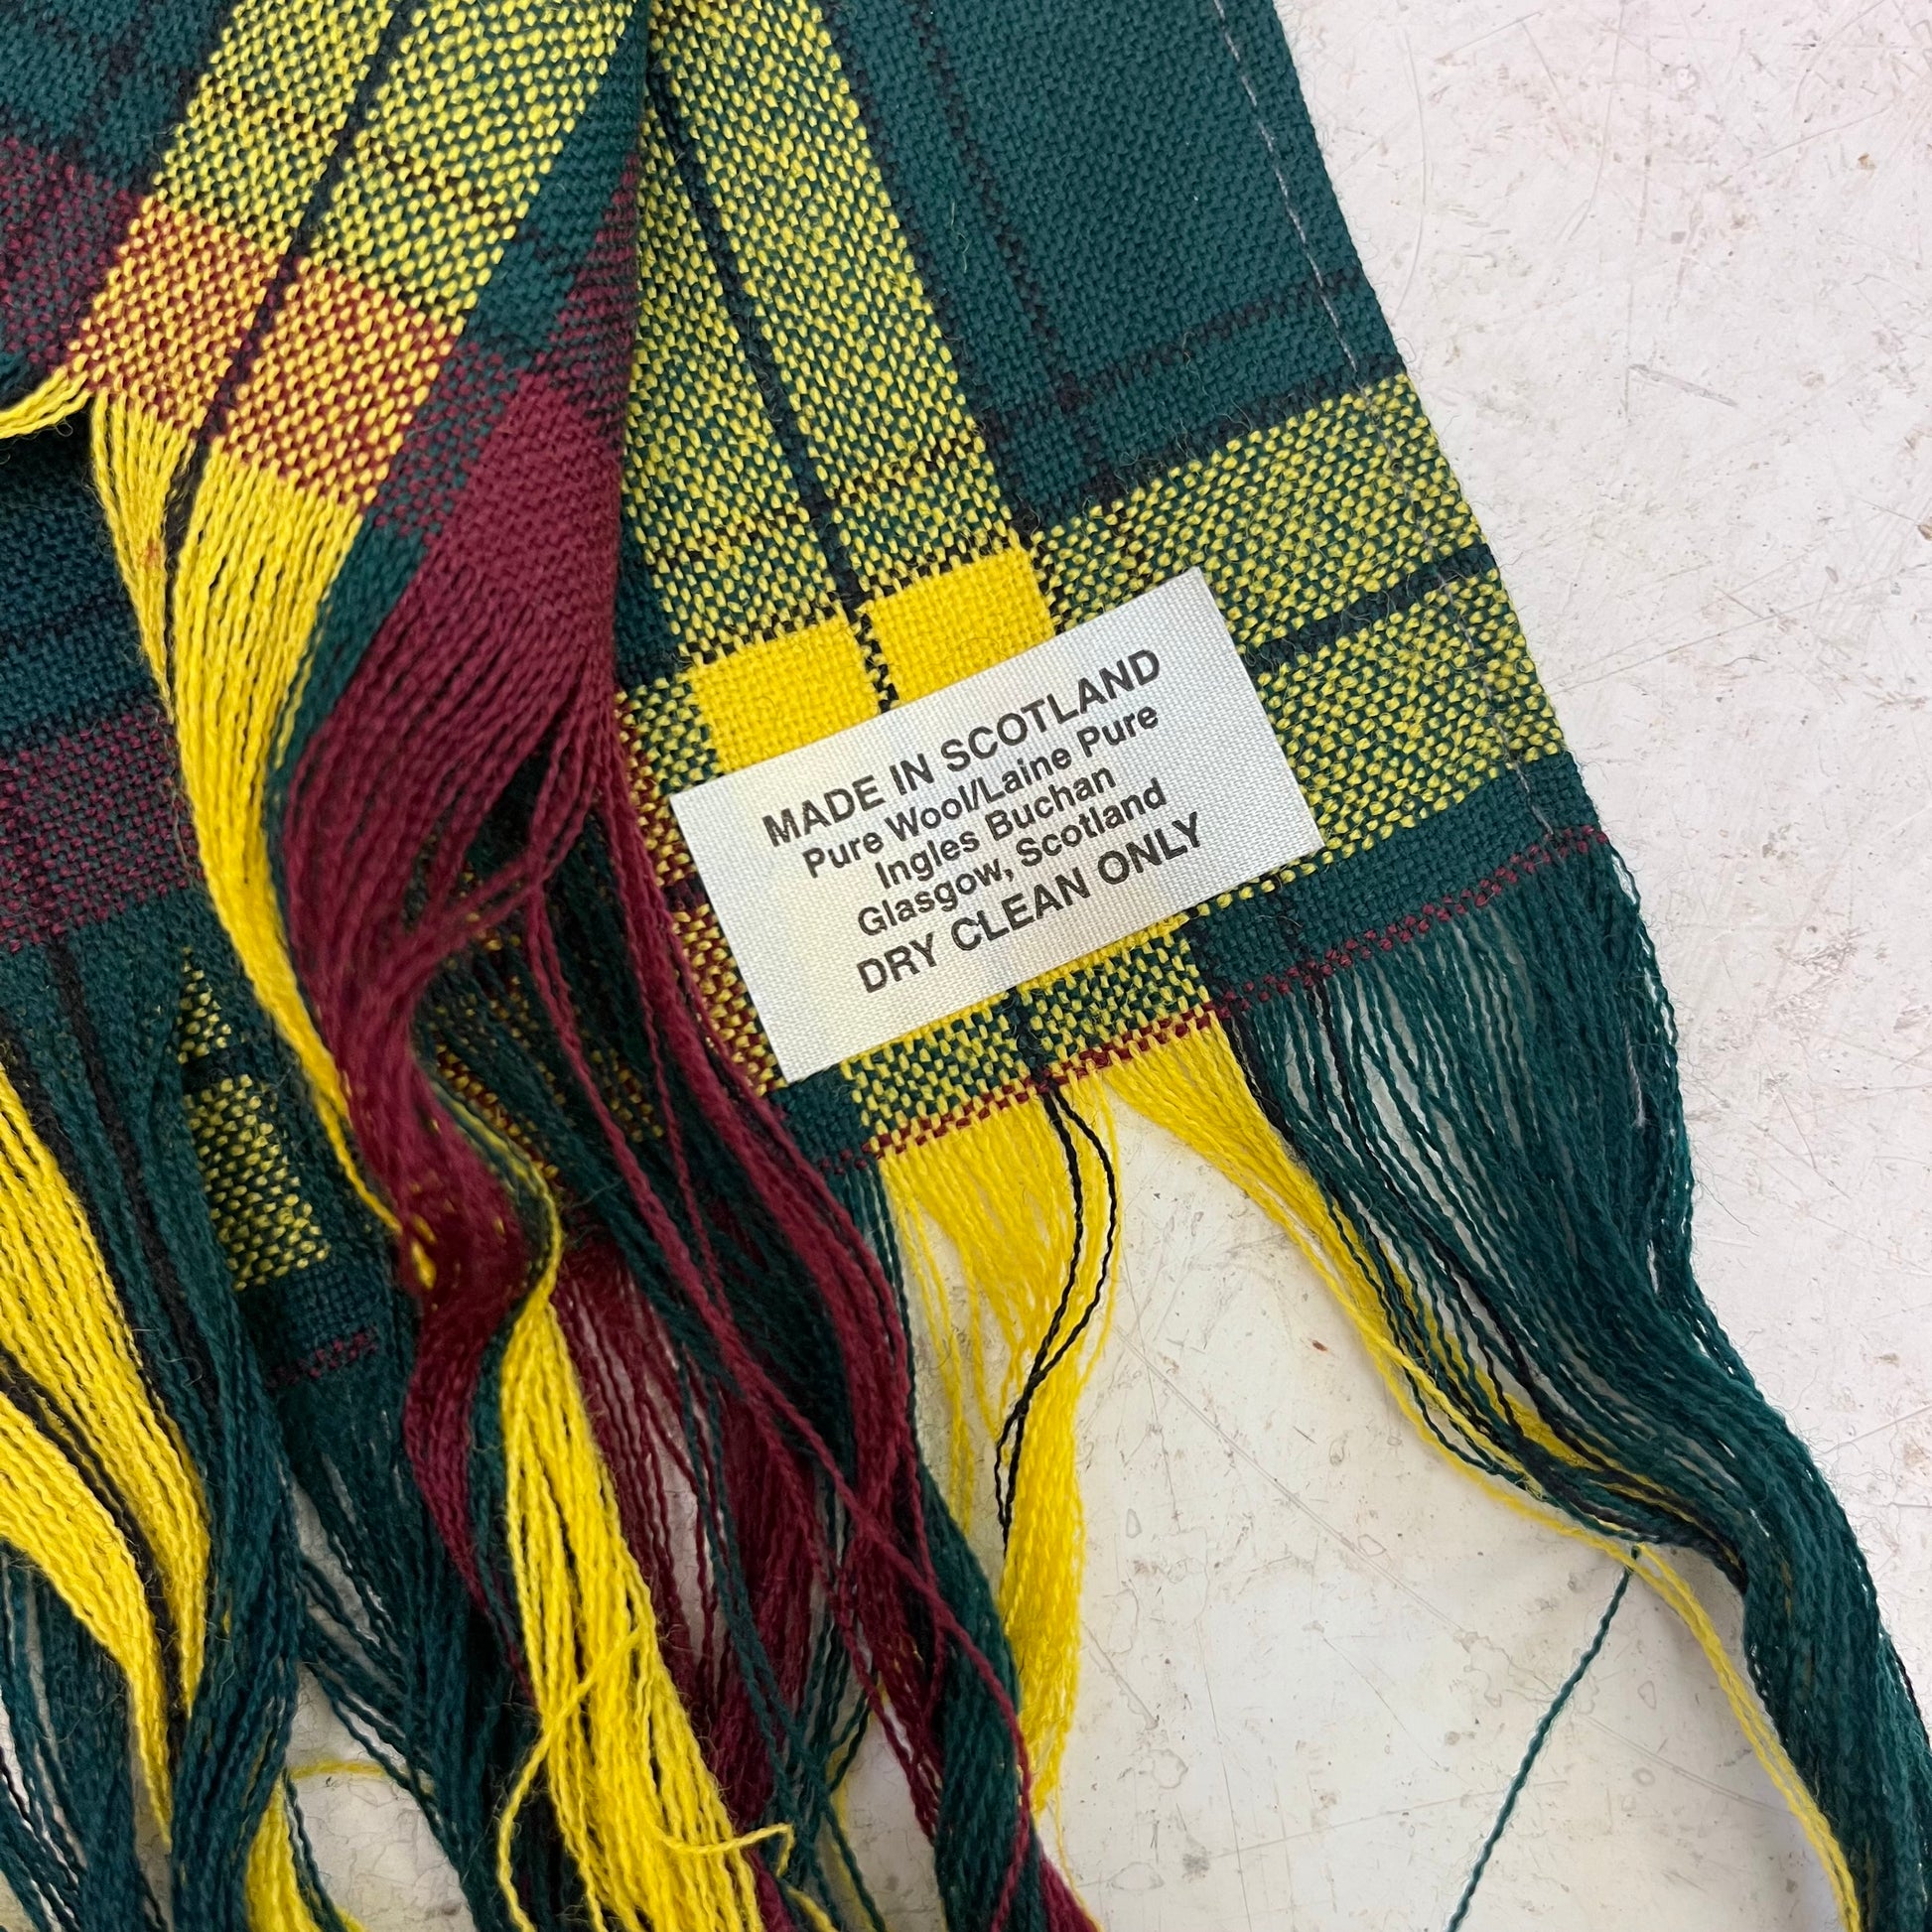 MADE IN SCOTLAND
Pure Wool/Laine Pure
Ingles Buchan
Glasgow, Scotland
DRY CLEAN ONLY